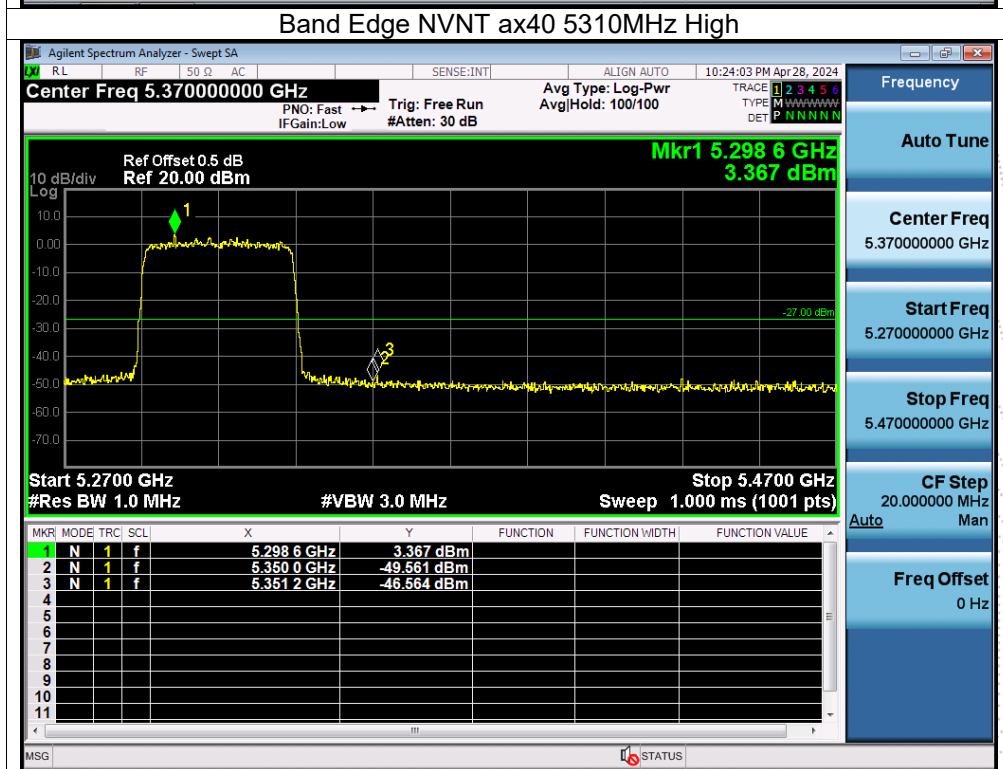 Band Edge NVNT ax40 5310MHz High
Agilent Spectrum Analyzer - Swept SA
LXI RL RF 50 Ω AC SENSE:INT ALIGN AUTO 10:24:03 PM Apr 28, 2024
Center Freq 5.370000000 GHz
PNO: Fast
IFGain:Low
Trig: Free Run
#Atten: 30 dB
Avg Type: Log-Pwr
Avg|Hold: 100/100
TRACE 1 2 3 4 5 6
TYPE M WWWWW
DET P N N N N N
Ref Offset 0.5 dB
Ref 20.00 dBm
10 dB/div
Log
Mkr1 5.298 6 GHz
3.367 dBm
10.0
0.00
-10.0
-20.0
-30.0
-40.0
-50.0
-60.0
-70.0
1
2
3
-27.00 dBm
Start 5.2700 GHz Stop 5.4700 GHz
#Res BW 1.0 MHz #VBW 3.0 MHz Sweep 1.000 ms (1001 pts)
MKR MODE TRC SCL X Y FUNCTION FUNCTION WIDTH FUNCTION VALUE
1 N 1 f 5.298 6 GHz 3.367 dBm
2 N 1 f 5.350 0 GHz -49.561 dBm
3 N 1 f 5.351 2 GHz -46.564 dBm
4
5
6
7
8
9
10
11
MSG STATUS
Frequency
Auto Tune
Center Freq
5.370000000 GHz
Start Freq
5.270000000 GHz
Stop Freq
5.470000000 GHz
CF Step
20.000000 MHz
Auto Man
Freq Offset
0 Hz